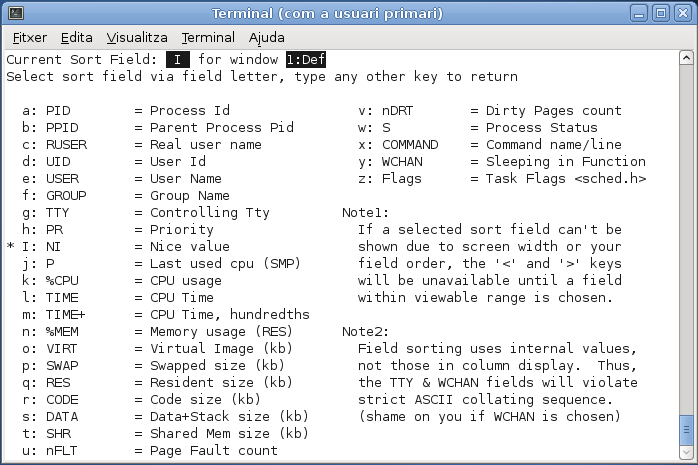 Terminal (com a usuari primari)
Fitxer Edita Visualitza Terminal Ajuda
Current Sort Field:  I  for window 1:Def
Select sort field via field letter, type any other key to return
a: PID = Process Id
b: PPID = Parent Process Pid
c: RUSER = Real user name
d: UID = User Id
e: USER = User Name
f: GROUP = Group Name
g: TTY = Controlling Tty
h: PR = Priority
* I: NI = Nice value
j: P = Last used cpu (SMP)
k: %CPU = CPU usage
l: TIME = CPU Time
m: TIME+ = CPU Time, hundredths
n: %MEM = Memory usage (RES)
o: VIRT = Virtual Image (kb)
p: SWAP = Swapped size (kb)
q: RES = Resident size (kb)
r: CODE = Code size (kb)
s: DATA = Data+Stack size (kb)
t: SHR = Shared Mem size (kb)
u: nFLT = Page Fault count
v: nDRT = Dirty Pages count
w: S = Process Status
x: COMMAND = Command name/line
y: WCHAN = Sleeping in Function
z: Flags = Task Flags <sched.h>
Note1:
If a selected sort field can't be
shown due to screen width or your
field order, the '<' and '>' keys
will be unavailable until a field
within viewable range is chosen.
Note2:
Field sorting uses internal values,
not those in column display.  Thus,
the TTY & WCHAN fields will violate
strict ASCII collating sequence.
(shame on you if WCHAN is chosen)